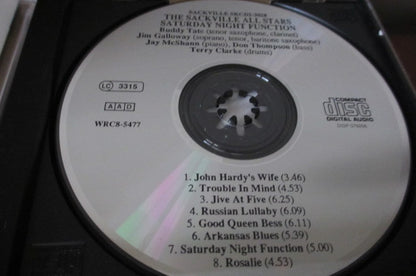 SACKVILLE SKCD2-3028
THE SACKVILLE ALL STARS
SATURDAY NIGHT FUNCTION
Buddy Tate (tenor saxophone, clarinet)
Jim Galloway (soprano, tenor, baritone saxophone)
Jay McShann (piano), Don Thompson (bass)
Terry Clarke (drums)
LC 3315
AAD
WRC8-5477
COMPACT
disc
DIGITAL AUDIO
1. John Hardy's Wife (3.46)
2. Trouble In Mind (4.53)
3. Jive At Five (6.25)
4. Russian Lullaby (6.09)
5. Good Queen Bess (6.11)
6. Arkansas Blues (5.39)
7. Saturday Night Function (5.00)
8. Rosalie (4.53)